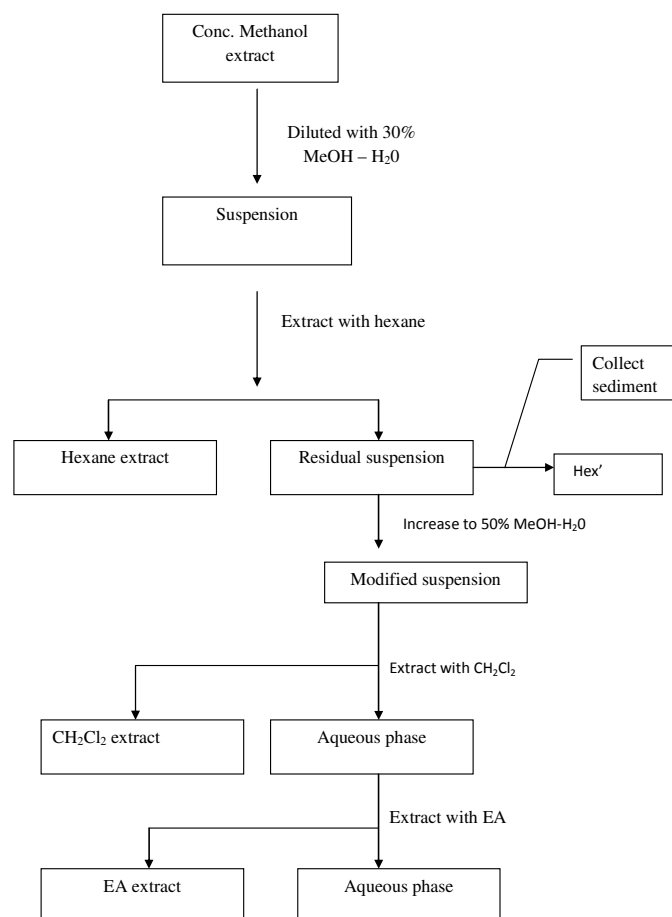 Conc. Methanol
extract
Diluted with 30%
MeOH – H₂0
Suspension
Extract with hexane
Collect
sediment
Hexane extract
Residual suspension
Hex’
Increase to 50% MeOH-H₂0
Modified suspension
Extract with CH₂Cl₂
CH₂Cl₂ extract
Aqueous phase
Extract with EA
EA extract
Aqueous phase